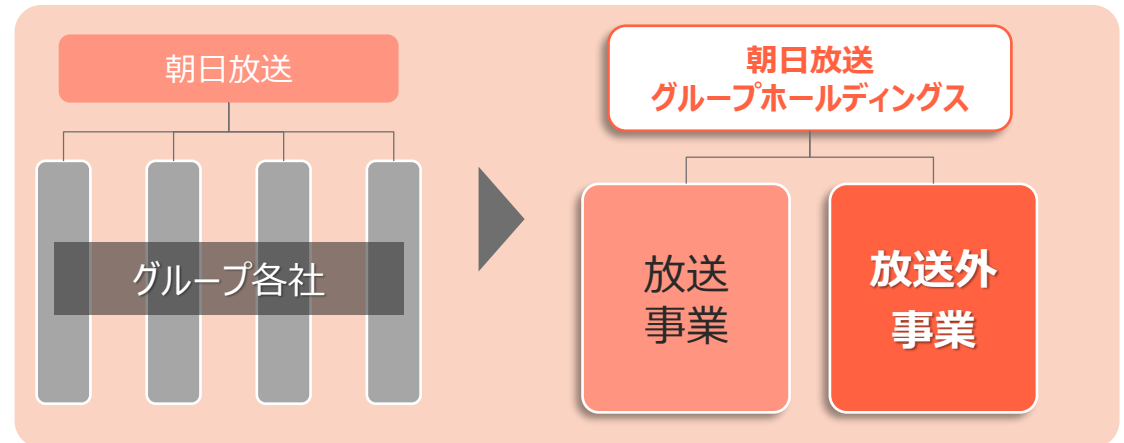 朝日放送
グループ各社
朝日放送
グループホールディングス
放送
事業
放送外
事業